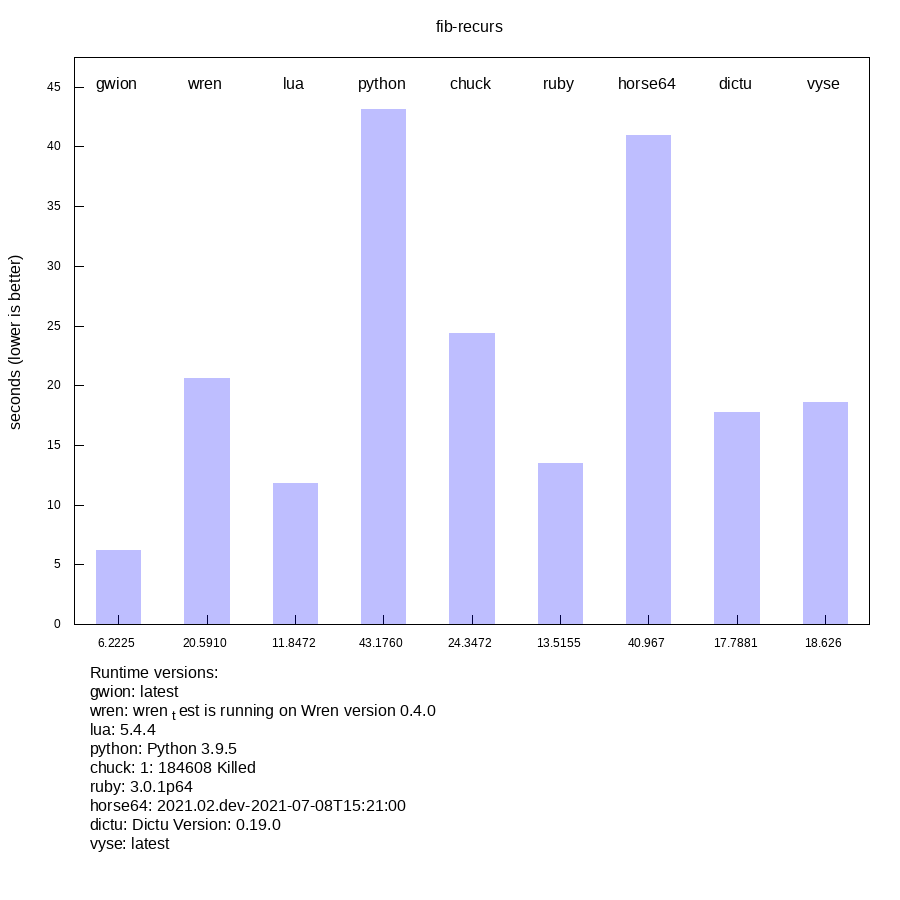 fib-recurs
gwion wren lua python chuck ruby horse64 dictu vyse
45
40
35
30
25
20
15
10
5
0
seconds (lower is better)
6.2225 20.5910 11.8472 43.1760 24.3472 13.5155 40.967 17.7881 18.626
Runtime versions:
gwion: latest
wren: wren t est is running on Wren version 0.4.0
lua: 5.4.4
python: Python 3.9.5
chuck: 1: 184608 Killed
ruby: 3.0.1p64
horse64: 2021.02.dev-2021-07-08T15:21:00
dictu: Dictu Version: 0.19.0
vyse: latest